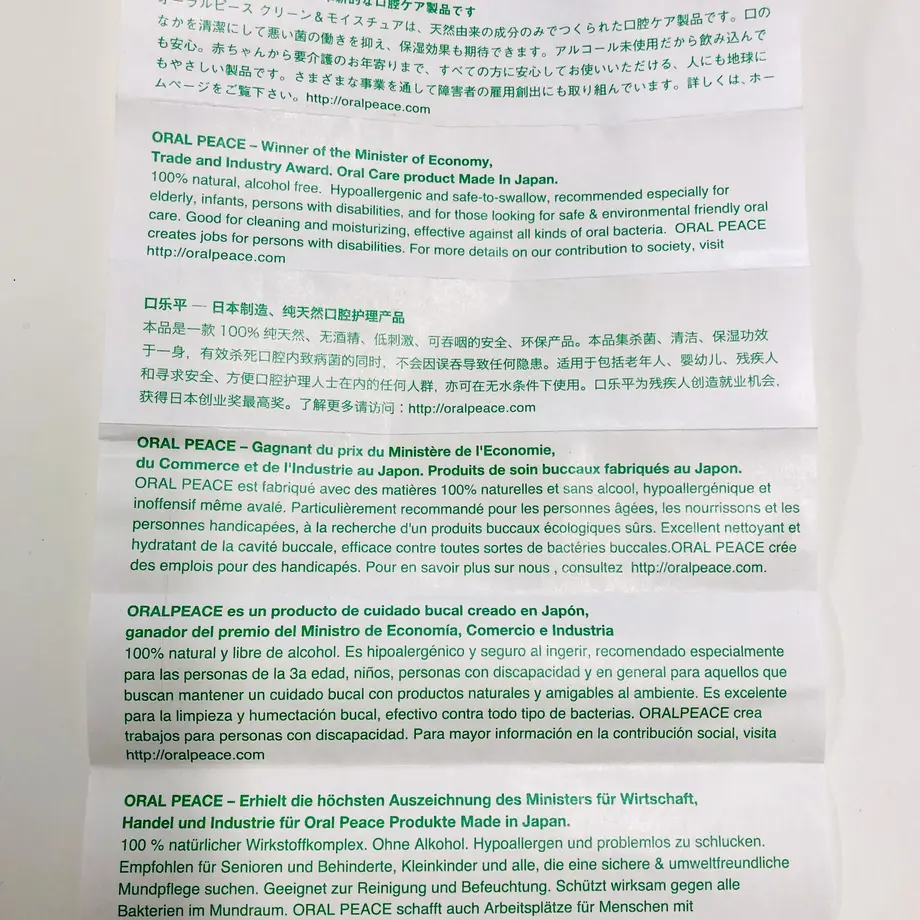 的な口腔ケア製品です
オーラルピース クリーン＆モイスチュアは、天然由来の成分のみでつくられた口腔ケア製品です。口の
なかを清潔にして悪い菌の働きを抑え、保湿効果も期待できます。アルコール未使用だから飲み込んで
も安心。赤ちゃんから要介護のお年寄りまで、すべての方に安心してお使いいただける、人にも地球に
もやさしい製品です。さまざまな事業を通して障害者の雇用創出にも取り組んでいます。詳しくは、ホー
ムページをご覧下さい。http://oralpeace.com
ORAL PEACE – Winner of the Minister of Economy,
Trade and Industry Award. Oral Care product Made In Japan.
100% natural, alcohol free. Hypoallergenic and safe-to-swallow, recommended especially for
elderly, infants, persons with disabilities, and for those looking for safe & environmental friendly oral
care. Good for cleaning and moisturizing, effective against all kinds of oral bacteria. ORAL PEACE
creates jobs for persons with disabilities. For more details on our contribution to society, visit
http://oralpeace.com
口乐平 — 日本制造、纯天然口腔护理产品
本品是一款 100% 纯天然、无酒精、低刺激、可吞咽的安全、环保产品。本品集杀菌、清洁、保湿功效
于一身，有效杀死口腔内致病菌的同时，不会因误吞导致任何隐患。适用于包括老年人、婴幼儿、残疾人
和寻求安全、方便口腔护理人士在内的任何人群，亦可在无水条件下使用。口乐平为残疾人创造就业机会，
获得日本创业奖最高奖。了解更多请访问：http://oralpeace.com
ORAL PEACE – Gagnant du prix du Ministère de l'Economie,
du Commerce et de l'Industrie au Japon. Produits de soin buccaux fabriqués au Japon.
ORAL PEACE est fabriqué avec des matières 100% naturelles et sans alcool, hypoallergénique et
inoffensif même avalé. Particulièrement recommandé pour les personnes âgées, les nourrissons et les
personnes handicapées, à la recherche d'un produits buccaux écologiques sûrs. Excellent nettoyant et
hydratant de la cavité buccale, efficace contre toutes sortes de bactéries buccales.ORAL PEACE crée
des emplois pour des handicapés. Pour en savoir plus sur nous , consultez http://oralpeace.com.
ORALPEACE es un producto de cuidado bucal creado en Japón,
ganador del premio del Ministro de Economía, Comercio e Industria
100% natural y libre de alcohol. Es hipoalergénico y seguro al ingerir, recomendado especialmente
para las personas de la 3a edad, niños, personas con discapacidad y en general para aquellos que
buscan mantener un cuidado bucal con productos naturales y amigables al ambiente. Es excelente
para la limpieza y humectación bucal, efectivo contra todo tipo de bacterias. ORALPEACE crea
trabajos para personas con discapacidad. Para mayor información en la contribución social, visita
http://oralpeace.com
ORAL PEACE – Erhielt die höchsten Auszeichnung des Ministers für Wirtschaft,
Handel und Industrie für Oral Peace Produkte Made in Japan.
100 % natürlicher Wirkstoffkomplex. Ohne Alkohol. Hypoallergen und problemlos zu schlucken.
Empfohlen für Senioren und Behinderte, Kleinkinder und alle, die eine sichere & umweltfreundliche
Mundpflege suchen. Geeignet zur Reinigung und Befeuchtung. Schützt wirksam gegen alle
Bakterien im Mundraum. ORAL PEACE schafft auch Arbeitsplätze für Menschen mit